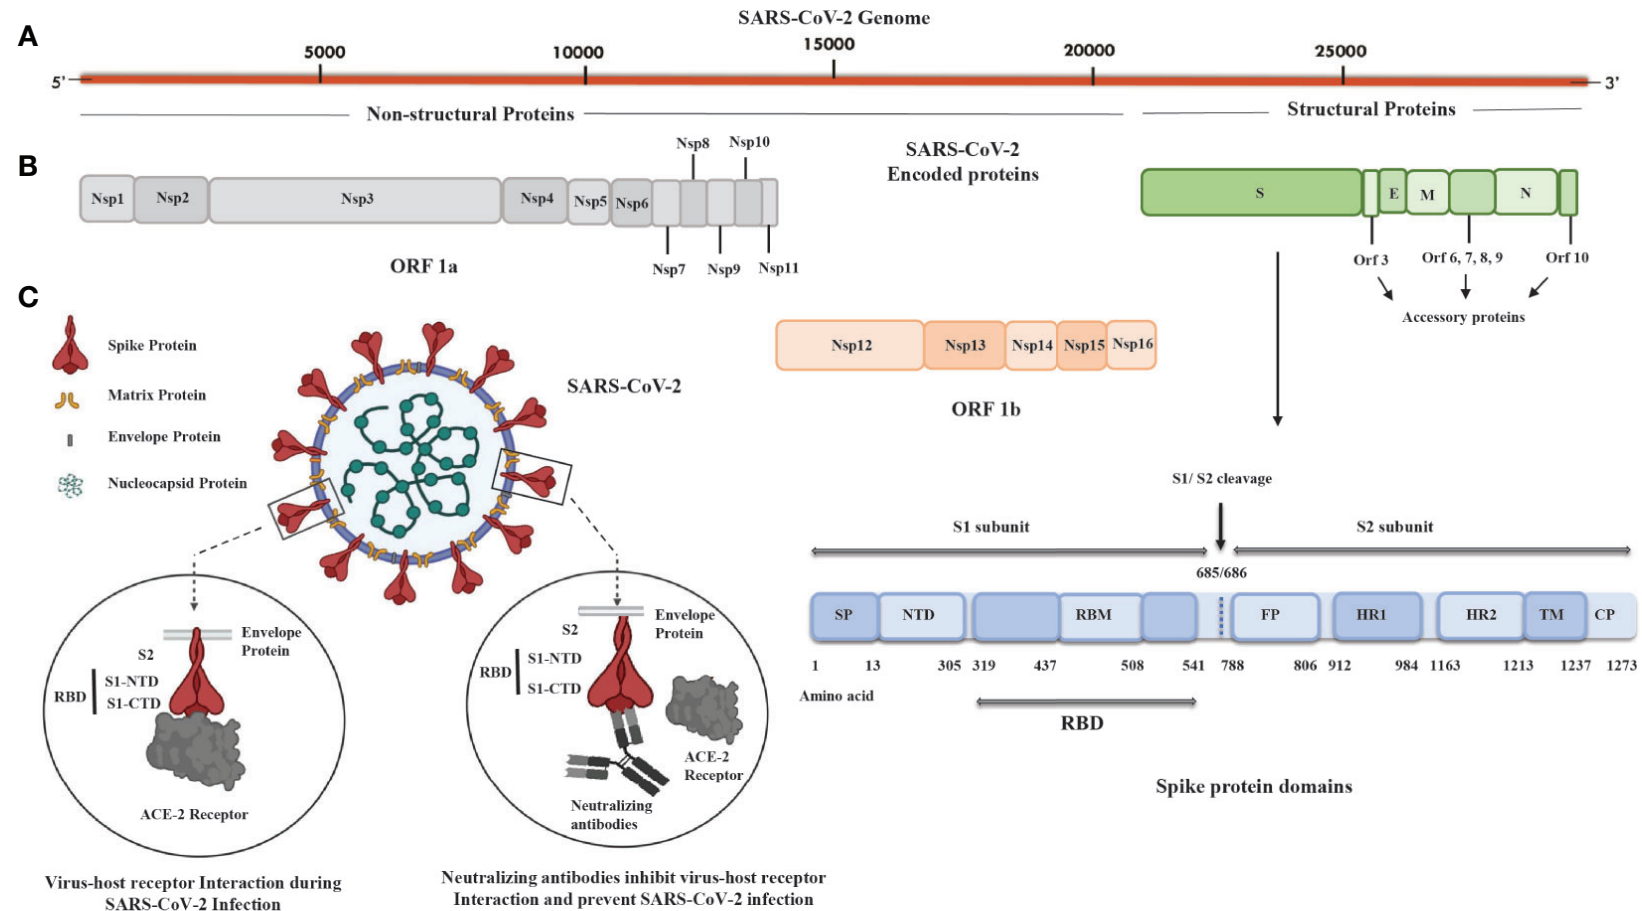 SARS-CoV-2 Genome
A
5000
10000
15000
20000
25000
5’
3’
Non-structural Proteins
Structural Proteins
B
Nsp8
Nsp10
SARS-CoV-2
Encoded proteins
Nsp1
Nsp2
Nsp3
Nsp4
Nsp5
Nsp6
S
E
M
N
Nsp7
Nsp9
Nsp11
ORF 1a
Orf 3
Orf 6, 7, 8, 9
Orf 10
Accessory proteins
Nsp12
Nsp13
Nsp14
Nsp15
Nsp16
ORF 1b
C
Spike Protein
Matrix Protein
Envelope Protein
Nucleocapsid Protein
SARS-CoV-2
S1/ S2 cleavage
S1 subunit
S2 subunit
685/686
SP
NTD
RBM
FP
HR1
HR2
TM
CP
1
13
305
319
437
508
541
788
806
912
984
1163
1213
1237
1273
Amino acid
RBD
Spike protein domains
Envelope
Protein
S2
RBD
S1-NTD
S1-CTD
ACE-2 Receptor
Virus-host receptor Interaction during
SARS-CoV-2 Infection
Envelope
Protein
S2
RBD
S1-NTD
S1-CTD
ACE-2
Receptor
Neutralizing
antibodies
Neutralizing antibodies inhibit virus-host receptor
Interaction and prevent SARS-CoV-2 infection